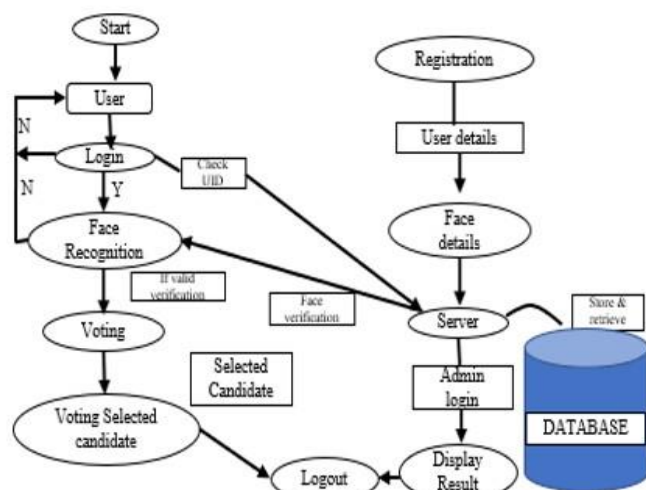 Start
User
N
Login
N
Y
Check
UID
Face
Recognition
If valid
verification
Voting
Voting Selected
candidate
Registration
User details
Face
details
Face
verification
Server
Store &
retrieve
Selected
Candidate
Admin
login
DATABASE
Display
Result
Logout